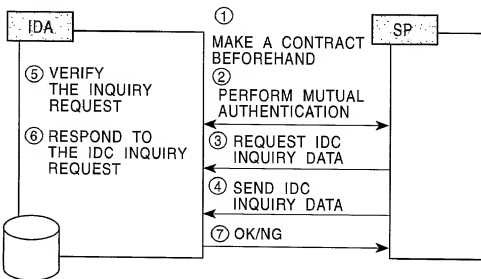 IDA
SP
①
MAKE A CONTRACT
BEFOREHAND
②
PERFORM MUTUAL
AUTHENTICATION
③ REQUEST IDC
INQUIRY DATA
④ SEND IDC
INQUIRY DATA
⑤ VERIFY
THE INQUIRY
REQUEST
⑥ RESPOND TO
THE IDC INQUIRY
REQUEST
⑦ OK/NG